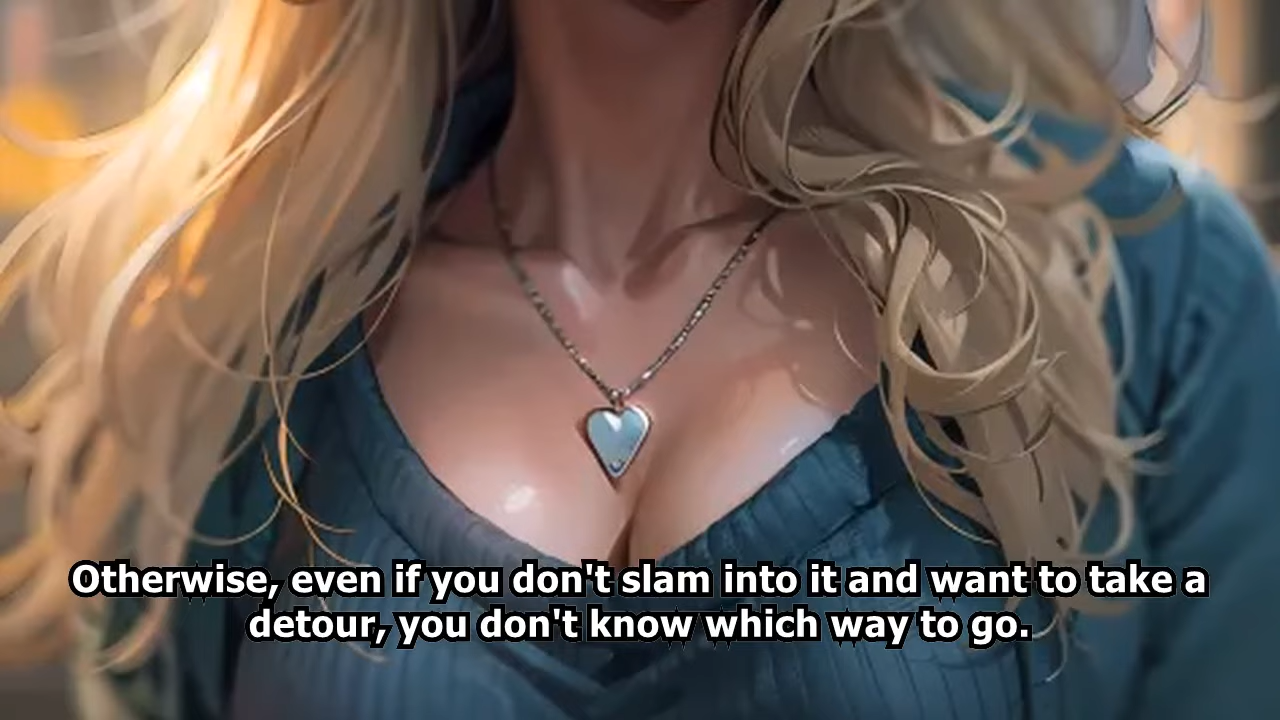 Otherwise, even if you don't slam into it and want to take a
detour, you don't know which way to go.